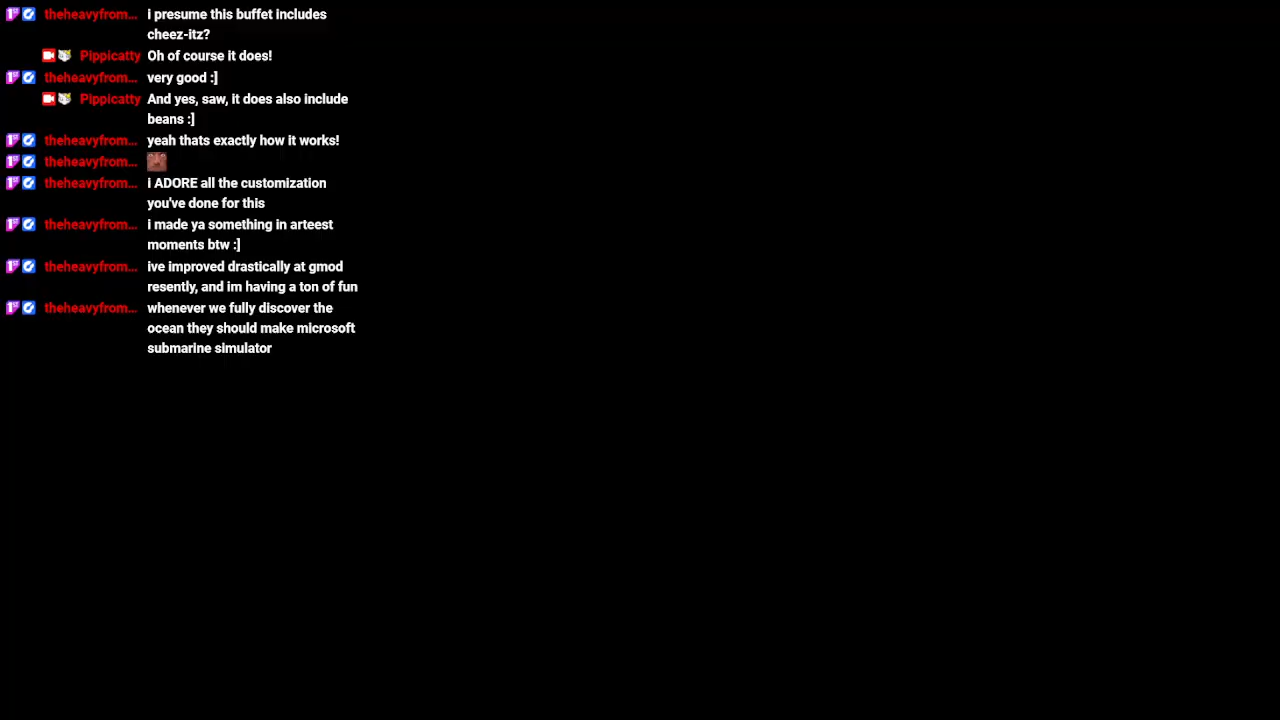 theheavyfrom... i presume this buffet includes
cheez-itz?
Pippicatty Oh of course it does!
theheavyfrom... very good :]
Pippicatty And yes, saw, it does also include
beans :]
theheavyfrom... yeah thats exactly how it works!
theheavyfrom...
theheavyfrom... i ADORE all the customization
you've done for this
theheavyfrom... i made ya something in arteest
moments btw :]
theheavyfrom... ive improved drastically at gmod
resently, and im having a ton of fun
theheavyfrom... whenever we fully discover the
ocean they should make microsoft
submarine simulator